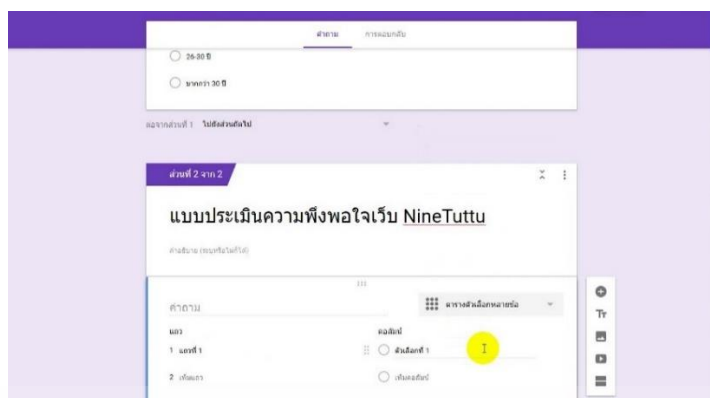 คำถาม การตอบกลับ
26-30 ปี
มากกว่า 30 ปี
ต่อจากส่วนที่ 1 ไปยังส่วนถัดไป
ส่วนที่ 2 จาก 2
แบบประเมินความพึงพอใจเว็บ NineTuttu
คำอธิบาย (ระบุหรือไม่ก็ได้)
คำถาม ตารางตัวเลือกหลายข้อ
แถว คอลัมน์
1 แถวที่ 1 ตัวเลือกที่ 1
2 เพิ่มแถว เพิ่มคอลัมน์
Tт